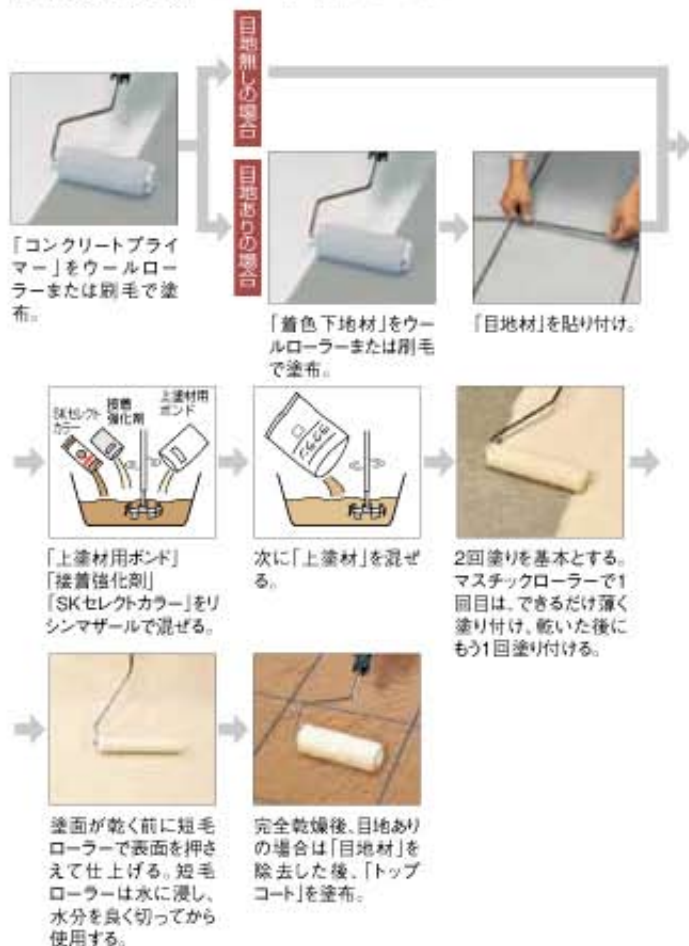 目地無しの場合
目地ありの場合
「コンクリートプライ
マー」をウールロー
ラーまたは刷毛で塗
布。
「着色下地材」をウー
ルローラーまたは刷毛
で塗布。
「目地材」を貼り付け。
SKセレクト
カラー
接着
強化剤
上塗材用
ボンド
「上塗材用ボンド」
「接着強化剤」
「SKセレクトカラー」をリ
シンマザールで混ぜる。
次に「上塗材」を混ぜ
る。
2回塗りを基本とする。
マスチックローラーで1
回目は、できるだけ薄く
塗り付け、乾いた後に
もう1回塗り付ける。
塗面が乾く前に短毛
ローラーで表面を押さ
えて仕上げる。短毛
ローラーは水に浸し、
水分を良く切ってから
使用する。
完全乾燥後、目地あり
の場合は「目地材」を
除去した後、「トップ
コート」を塗布。